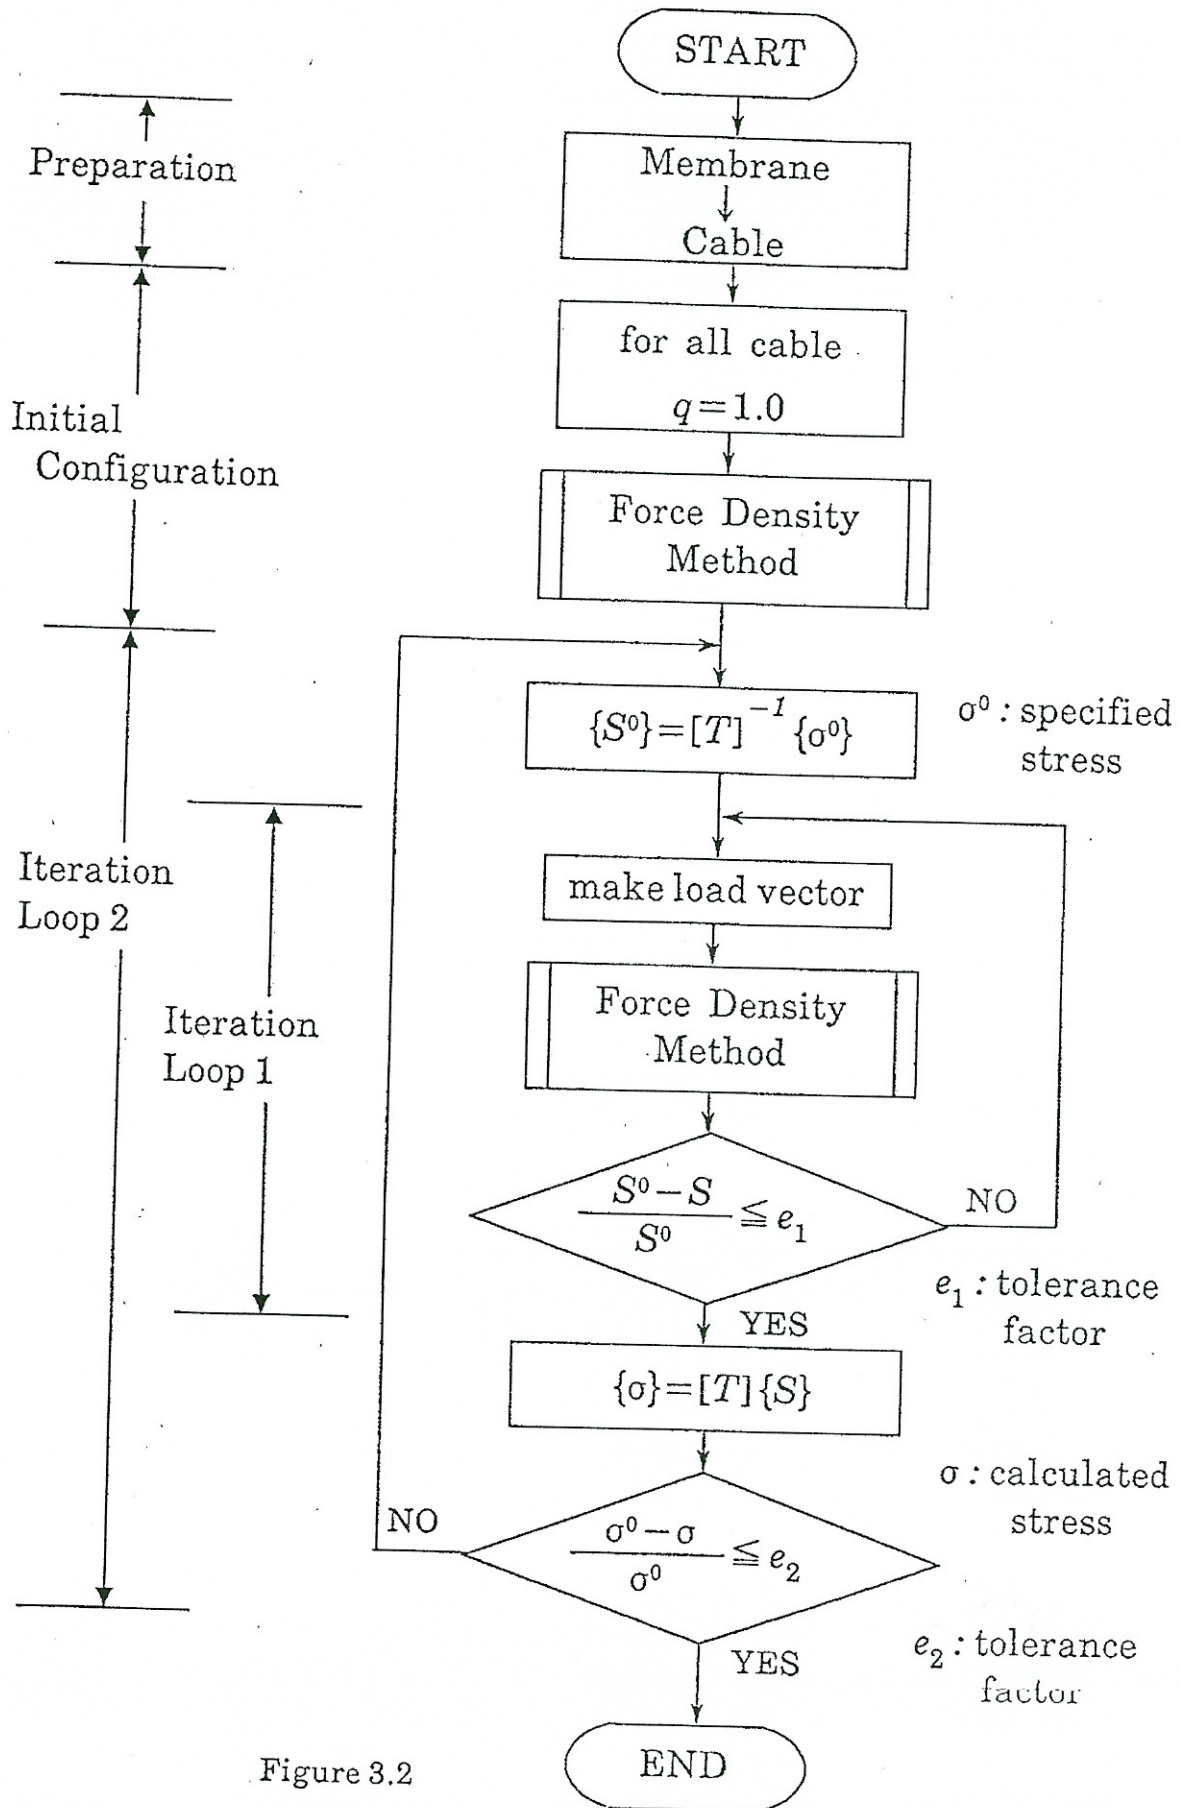 START
Preparation
Membrane
Cable
for all cable
q=1.0
Initial
Configuration
Force Density
Method
{S⁰}=[T]⁻¹{σ⁰}
σ⁰ : specified
stress
make load vector
Iteration
Loop 2
Force Density
Method
Iteration
Loop 1
S⁰−S
S⁰
≦ e₁
NO
e₁ : tolerance
factor
YES
{σ}=[T]{S}
σ : calculated
stress
NO
σ⁰−σ
σ⁰
≦ e₂
e₂ : tolerance
factor
YES
END
Figure 3.2